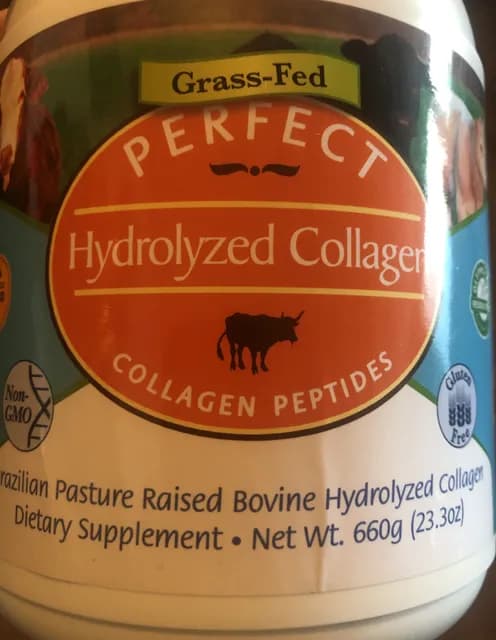 Grass-Fed
PERFECT
Hydrolyzed Collagen
COLLAGEN PEPTIDES
Non-
GMO
Gluten
Free
razilian Pasture Raised Bovine Hydrolyzed Collagen
Dietary Supplement • Net Wt. 660g (23.3oz)